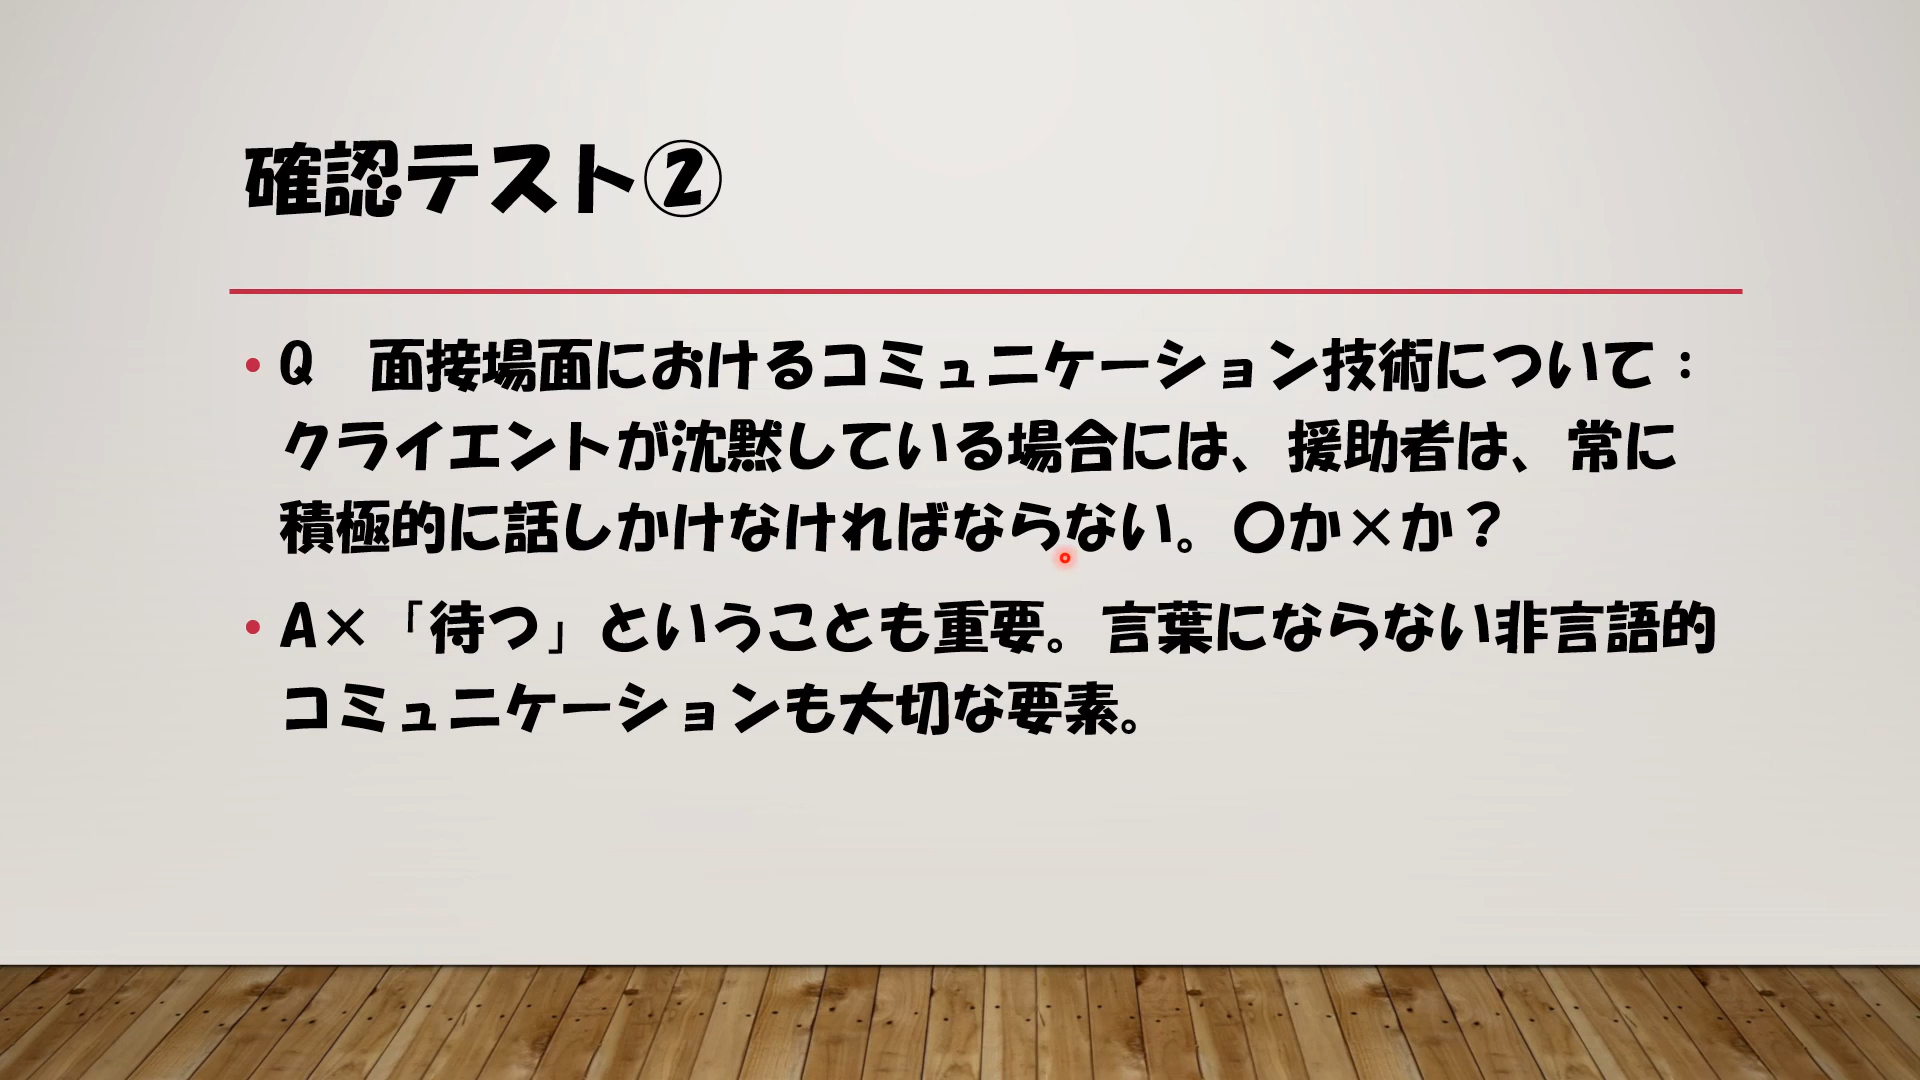 確認テスト②
・Q　面接場面におけるコミュニケーション技術について：
クライエントが沈黙している場合には、援助者は、常に
積極的に話しかけなければならない。〇か×か？
・A×「待つ」ということも重要。言葉にならない非言語的
コミュニケーションも大切な要素。